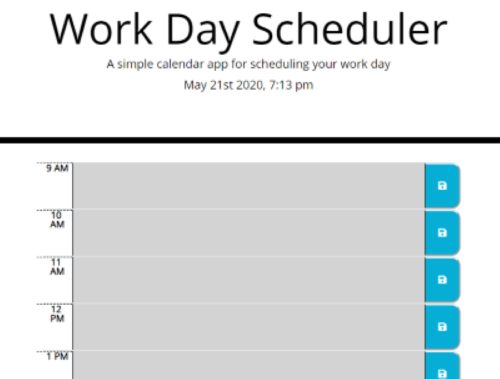 Work Day Scheduler
A simple calendar app for scheduling your work day
May 21st 2020, 7:13 pm
9 AM
10
AM
11
AM
12
PM
1 PM